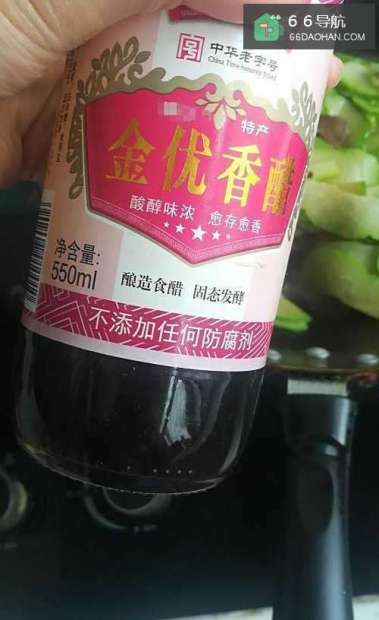 66导航
66DAOHAN.COM
中华老字号
China Time-honored Brand
特产
金优香醋
酸醇味浓 愈存愈香
净含量:
550ml
酿造食醋 固态发酵
不添加任何防腐剂